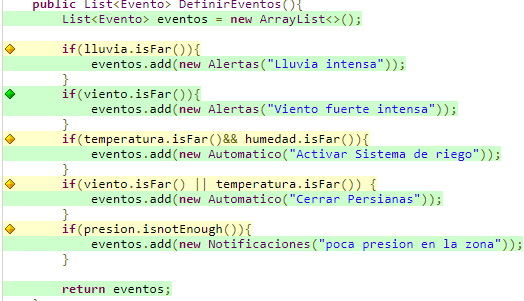 public List<Evento> DefinirEventos(){
List<Evento> eventos = new ArrayList<>();
if(lluvia.isFar()){
eventos.add(new Alertas("Lluvia intensa"));
}
if(viento.isFar()){
eventos.add(new Alertas("Viento fuerte intensa"));
}
if(temperatura.isFar()&& humedad.isFar()){
eventos.add(new Automatico("Activar Sistema de riego"));
}
if(viento.isFar() || temperatura.isFar()) {
eventos.add(new Automatico("Cerrar Persianas"));
}
if(presion.isnotEnough()){
eventos.add(new Notificaciones("poca presion en la zona"));
}
return eventos;